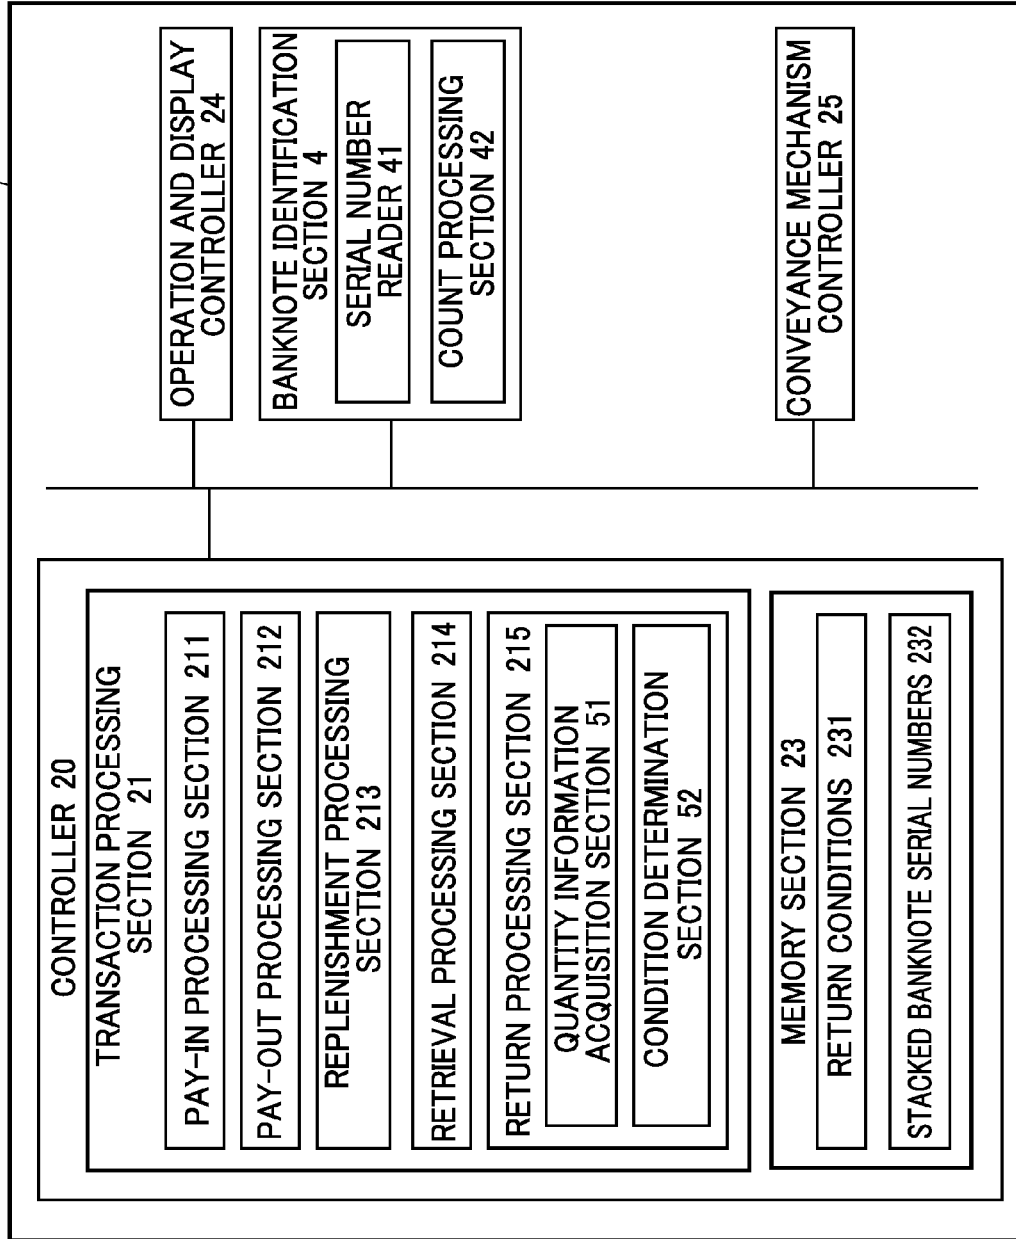 CONTROLLER 20
TRANSACTION PROCESSING
SECTION 21
PAY-IN PROCESSING SECTION 211
PAY-OUT PROCESSING SECTION 212
REPLENISHMENT PROCESSING
SECTION 213
RETRIEVAL PROCESSING SECTION 214
RETURN PROCESSING SECTION 215
QUANTITY INFORMATION
ACQUISITION SECTION 51
CONDITION DETERMINATION
SECTION 52
MEMORY SECTION 23
RETURN CONDITIONS 231
STACKED BANKNOTE SERIAL NUMBERS 232
OPERATION AND DISPLAY
CONTROLLER 24
BANKNOTE IDENTIFICATION
SECTION 4
SERIAL NUMBER
READER 41
COUNT PROCESSING
SECTION 42
CONVEYANCE MECHANISM
CONTROLLER 25